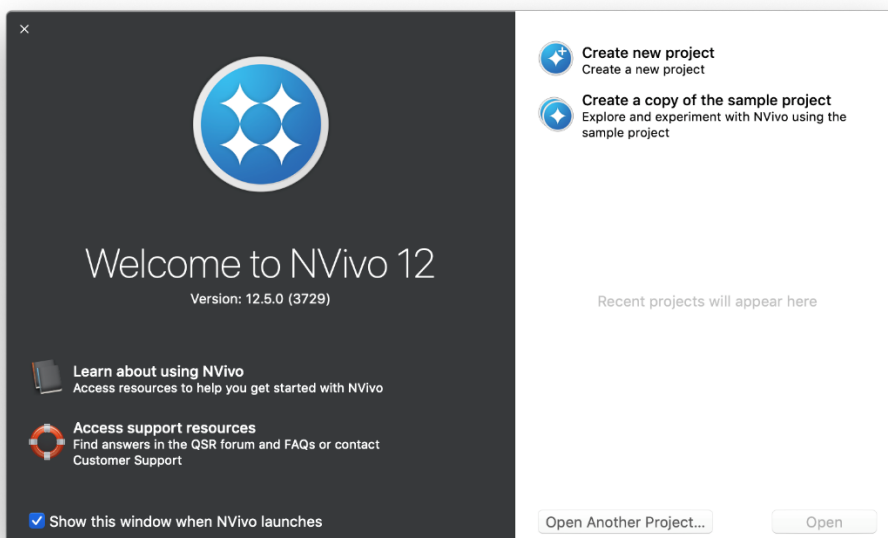 Welcome to NVivo 12
Version: 12.5.0 (3729)
Learn about using NVivo
Access resources to help you get started with NVivo
Access support resources
Find answers in the QSR forum and FAQs or contact
Customer Support
Show this window when NVivo launches
Create new project
Create a new project
Create a copy of the sample project
Explore and experiment with NVivo using the
sample project
Recent projects will appear here
Open Another Project...
Open